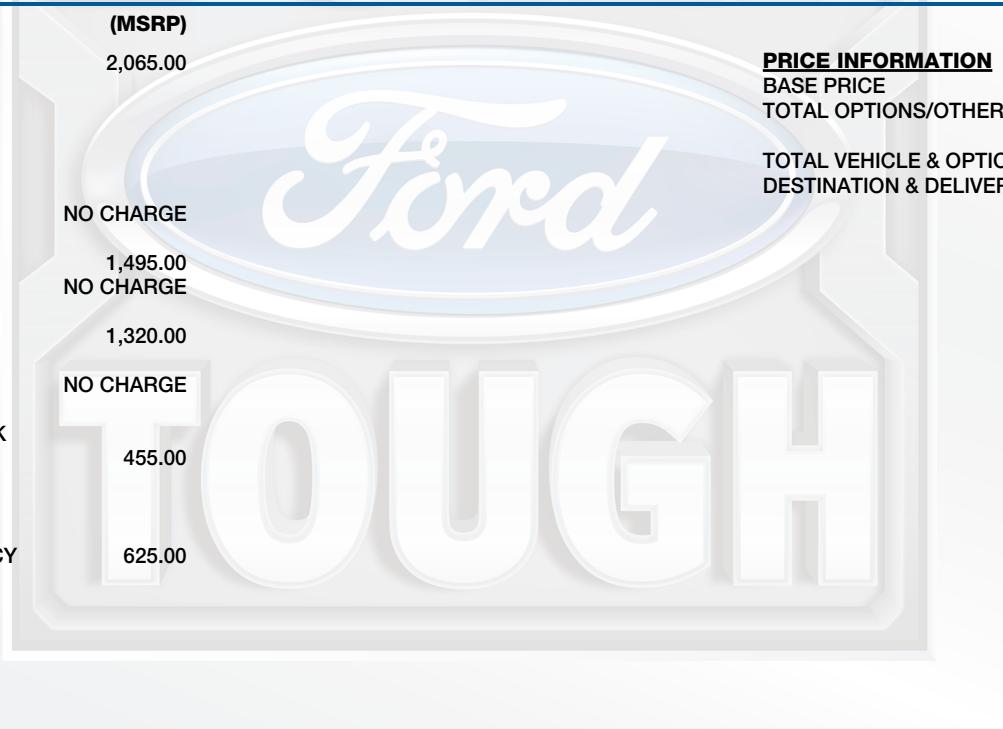 (MSRP)
2,065.00
NO CHARGE
1,495.00
NO CHARGE
1,320.00
NO CHARGE
K
455.00
CY
625.00
PRICE INFORMATION
BASE PRICE
TOTAL OPTIONS/OTHER
TOTAL VEHICLE & OPTIO
DESTINATION & DELIVER
Ford
TOUGH